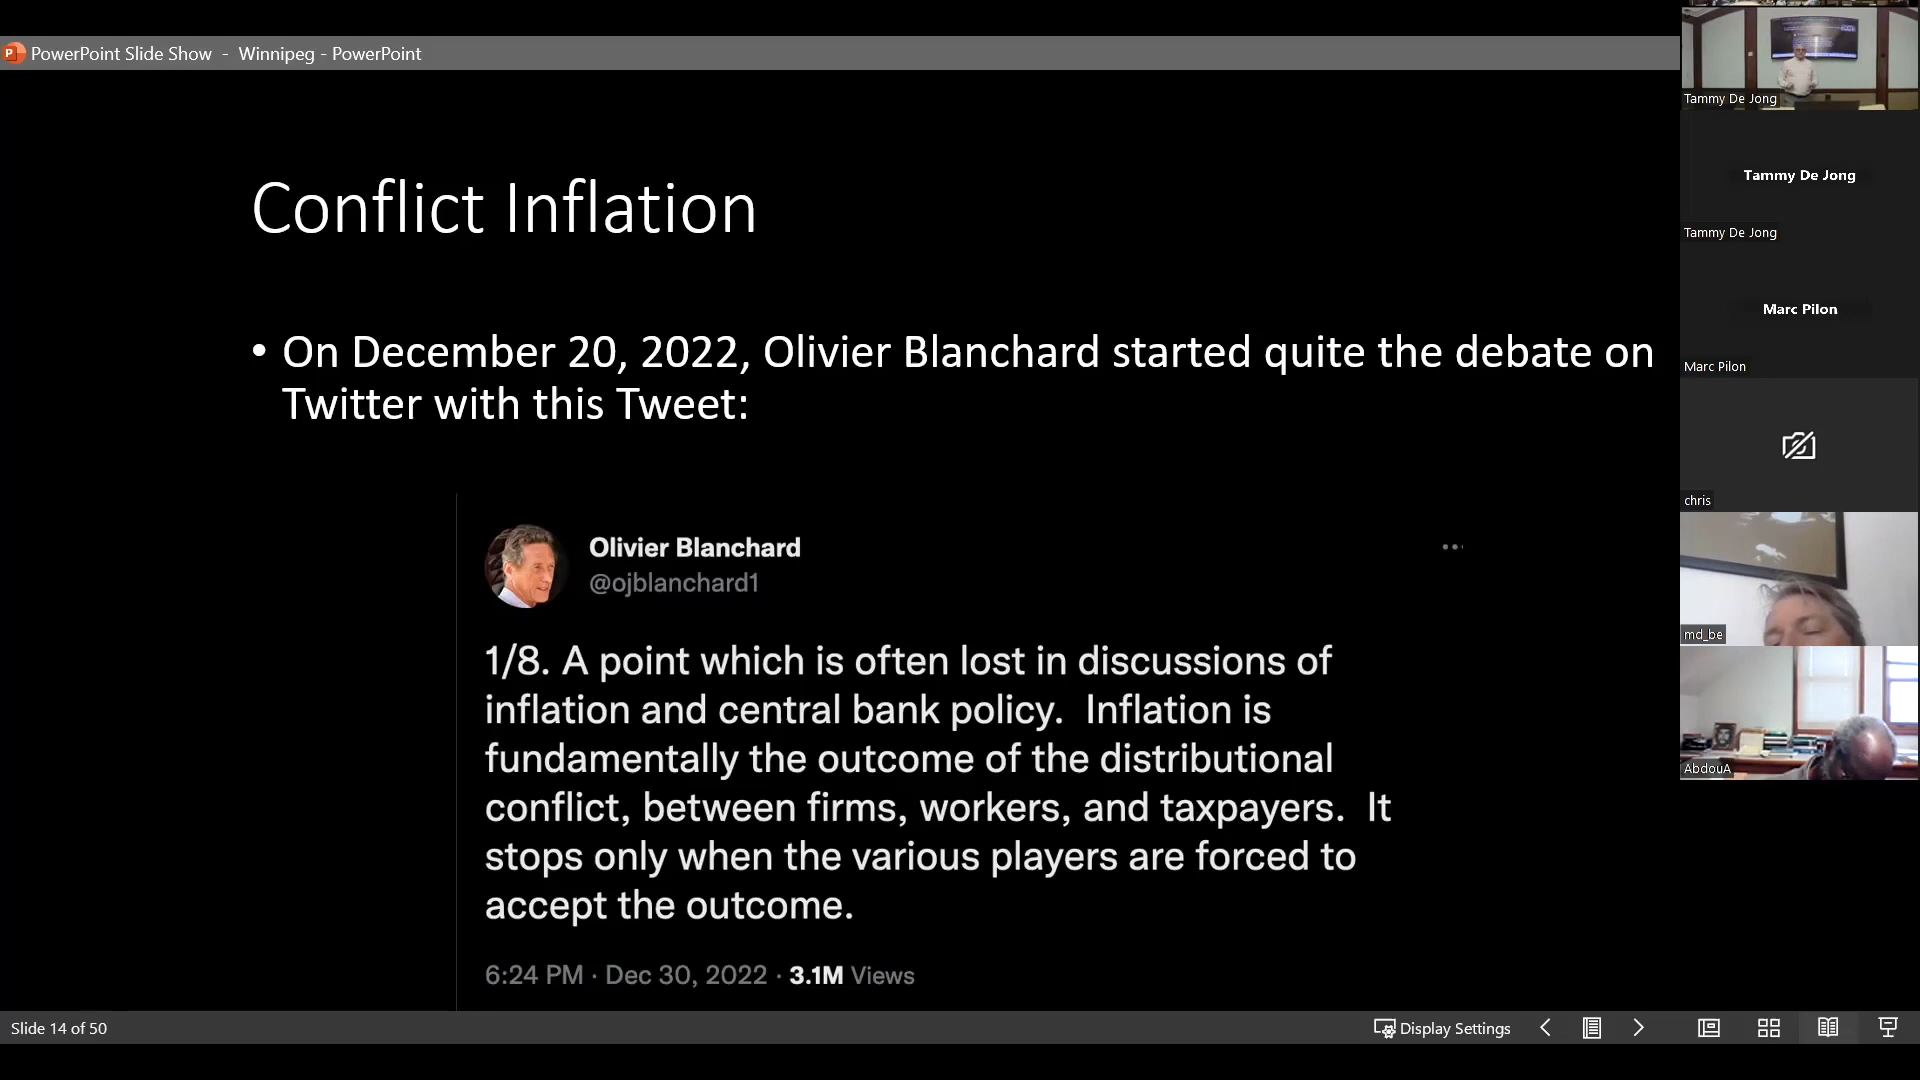 PowerPoint Slide Show - Winnipeg - PowerPoint
Conflict Inflation
• On December 20, 2022, Olivier Blanchard started quite the debate on
Twitter with this Tweet:
Olivier Blanchard
@ojblanchard1
1/8. A point which is often lost in discussions of
inflation and central bank policy. Inflation is
fundamentally the outcome of the distributional
conflict, between firms, workers, and taxpayers. It
stops only when the various players are forced to
accept the outcome.
6:24 PM · Dec 30, 2022 · 3.1M Views
Slide 14 of 50
Display Settings
Tammy De Jong
Tammy De Jong
Tammy De Jong
Marc Pilon
Marc Pilon
chris
md_be
AbdouA